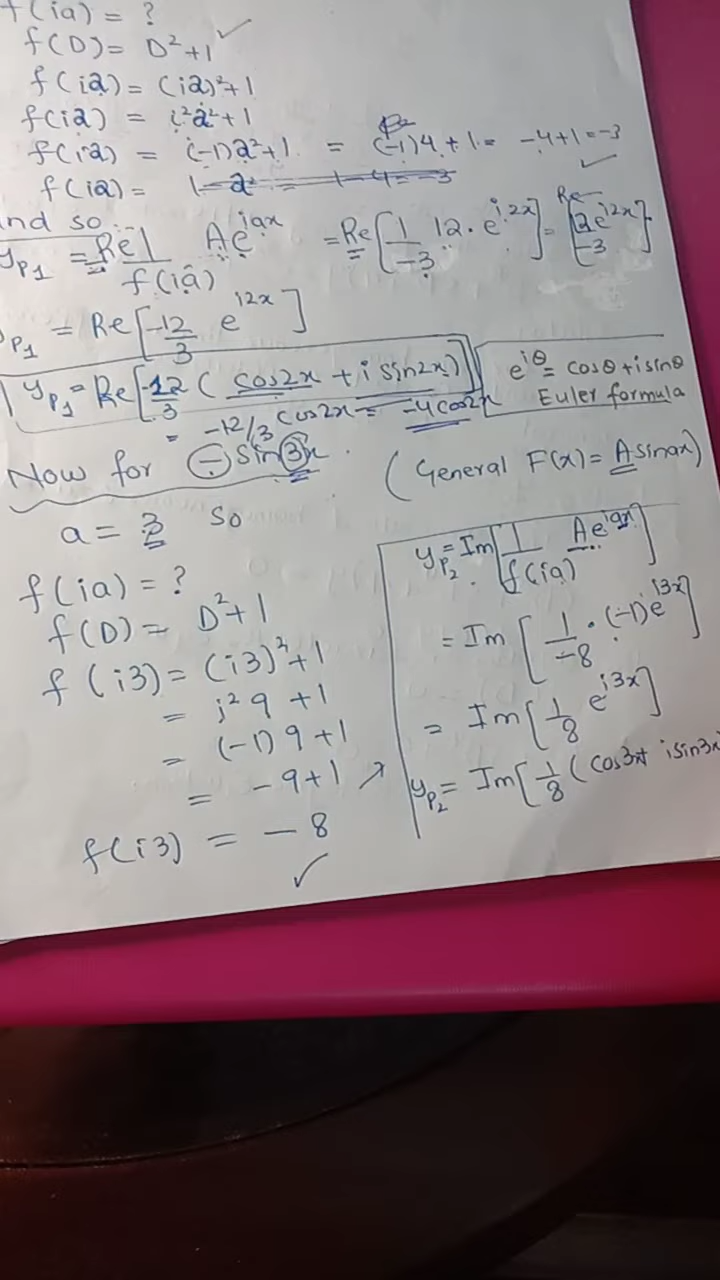 f(ia) = ?
f(D) = D²+1 ✓
f(ia) = (ia)²+1
f(ia) = i²a²+1
f(ia) = (-1)a²+1 = (-1)4+1 = -4+1 = -3 ✓
f(ia) = 1-a² = 1-4 = -3
and so
yP1 = Re 1/f(ia) Ae^iax = Re[1/-3 12.e^i2x] = Re[12e^i2x/-3]
yP1 = Re[-12/3 e^i2x]
yP1 = Re[-12/3 (cos2x + i sin2x)]
= -12/3 cos2x = -4cos2x
e^iθ = cosθ+isinθ
Euler formula
Now for -sin3x.
(General F(x) = A sinax)
a = 3 so
f(ia) = ?
f(D) = D²+1
f(i3) = (i3)²+1
= i²9 +1
= (-1)9+1
= -9+1 ↗
f(i3) = -8 ✓
yP2 = Im[1/f(ia) Ae^iax]
= Im[1/-8 . (-1)e^i3x]
= Im[1/8 e^i3x]
yP2 = Im[1/8 (cos3x+ isin3x